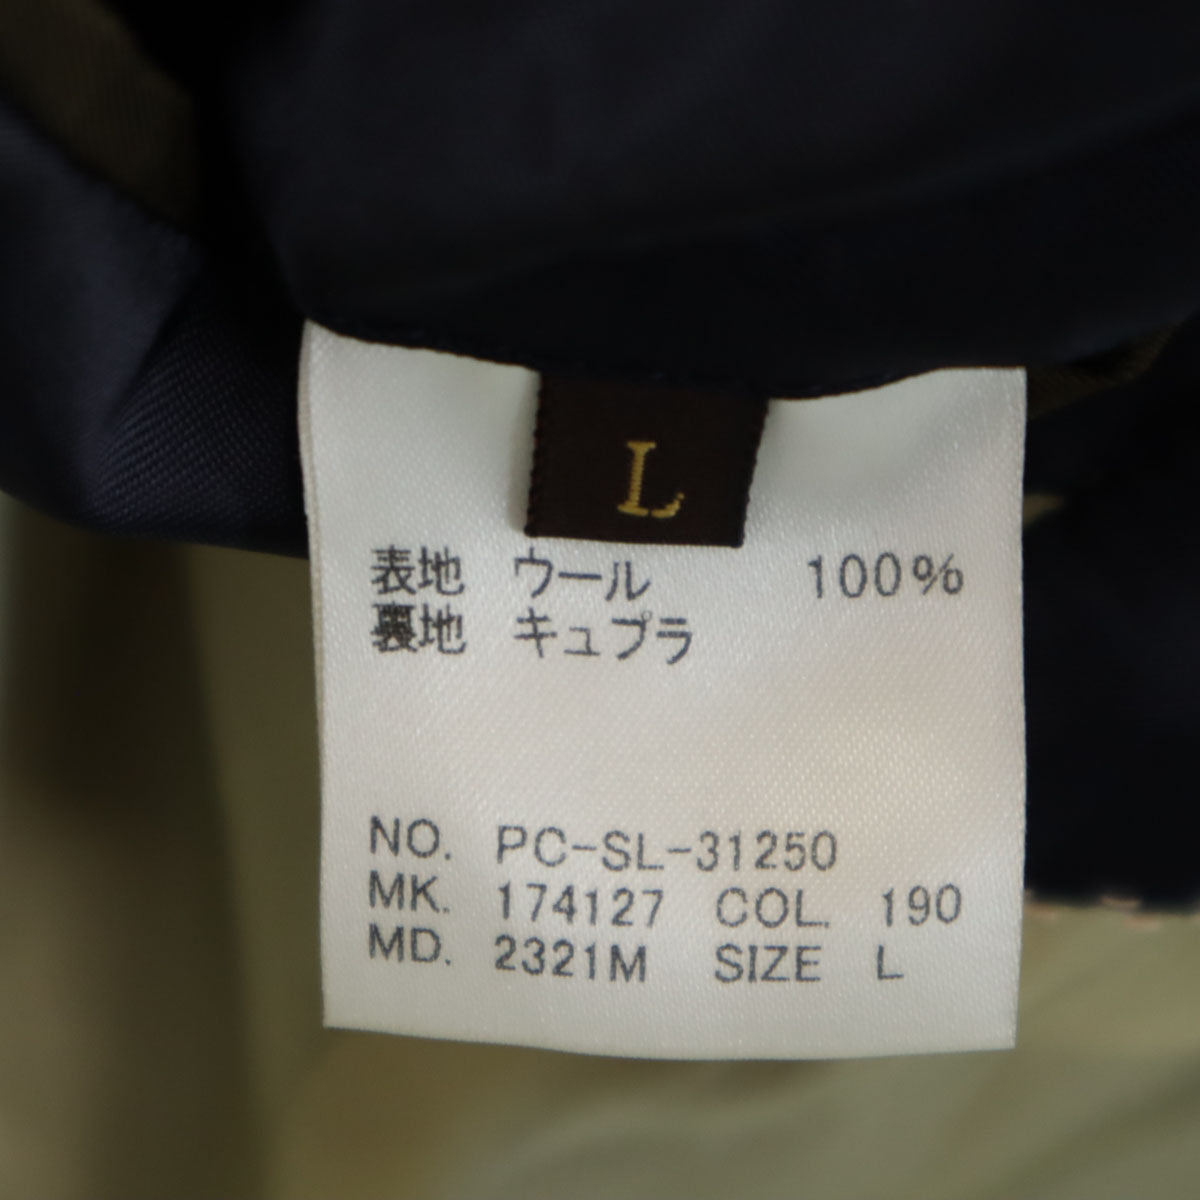 L
表地 ウール 100%
裏地 キュプラ
NO. PC-SL-31250
MK. 174127 COL. 190
MD. 2321M SIZE L